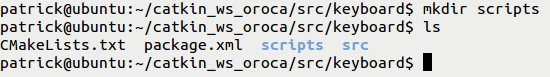 patrick@ubuntu:~/catkin_ws_oroca/src/keyboard$ mkdir scripts
patrick@ubuntu:~/catkin_ws_oroca/src/keyboard$ ls
CMakeLists.txt  package.xml  scripts  src
patrick@ubuntu:~/catkin_ws_oroca/src/keyboard$